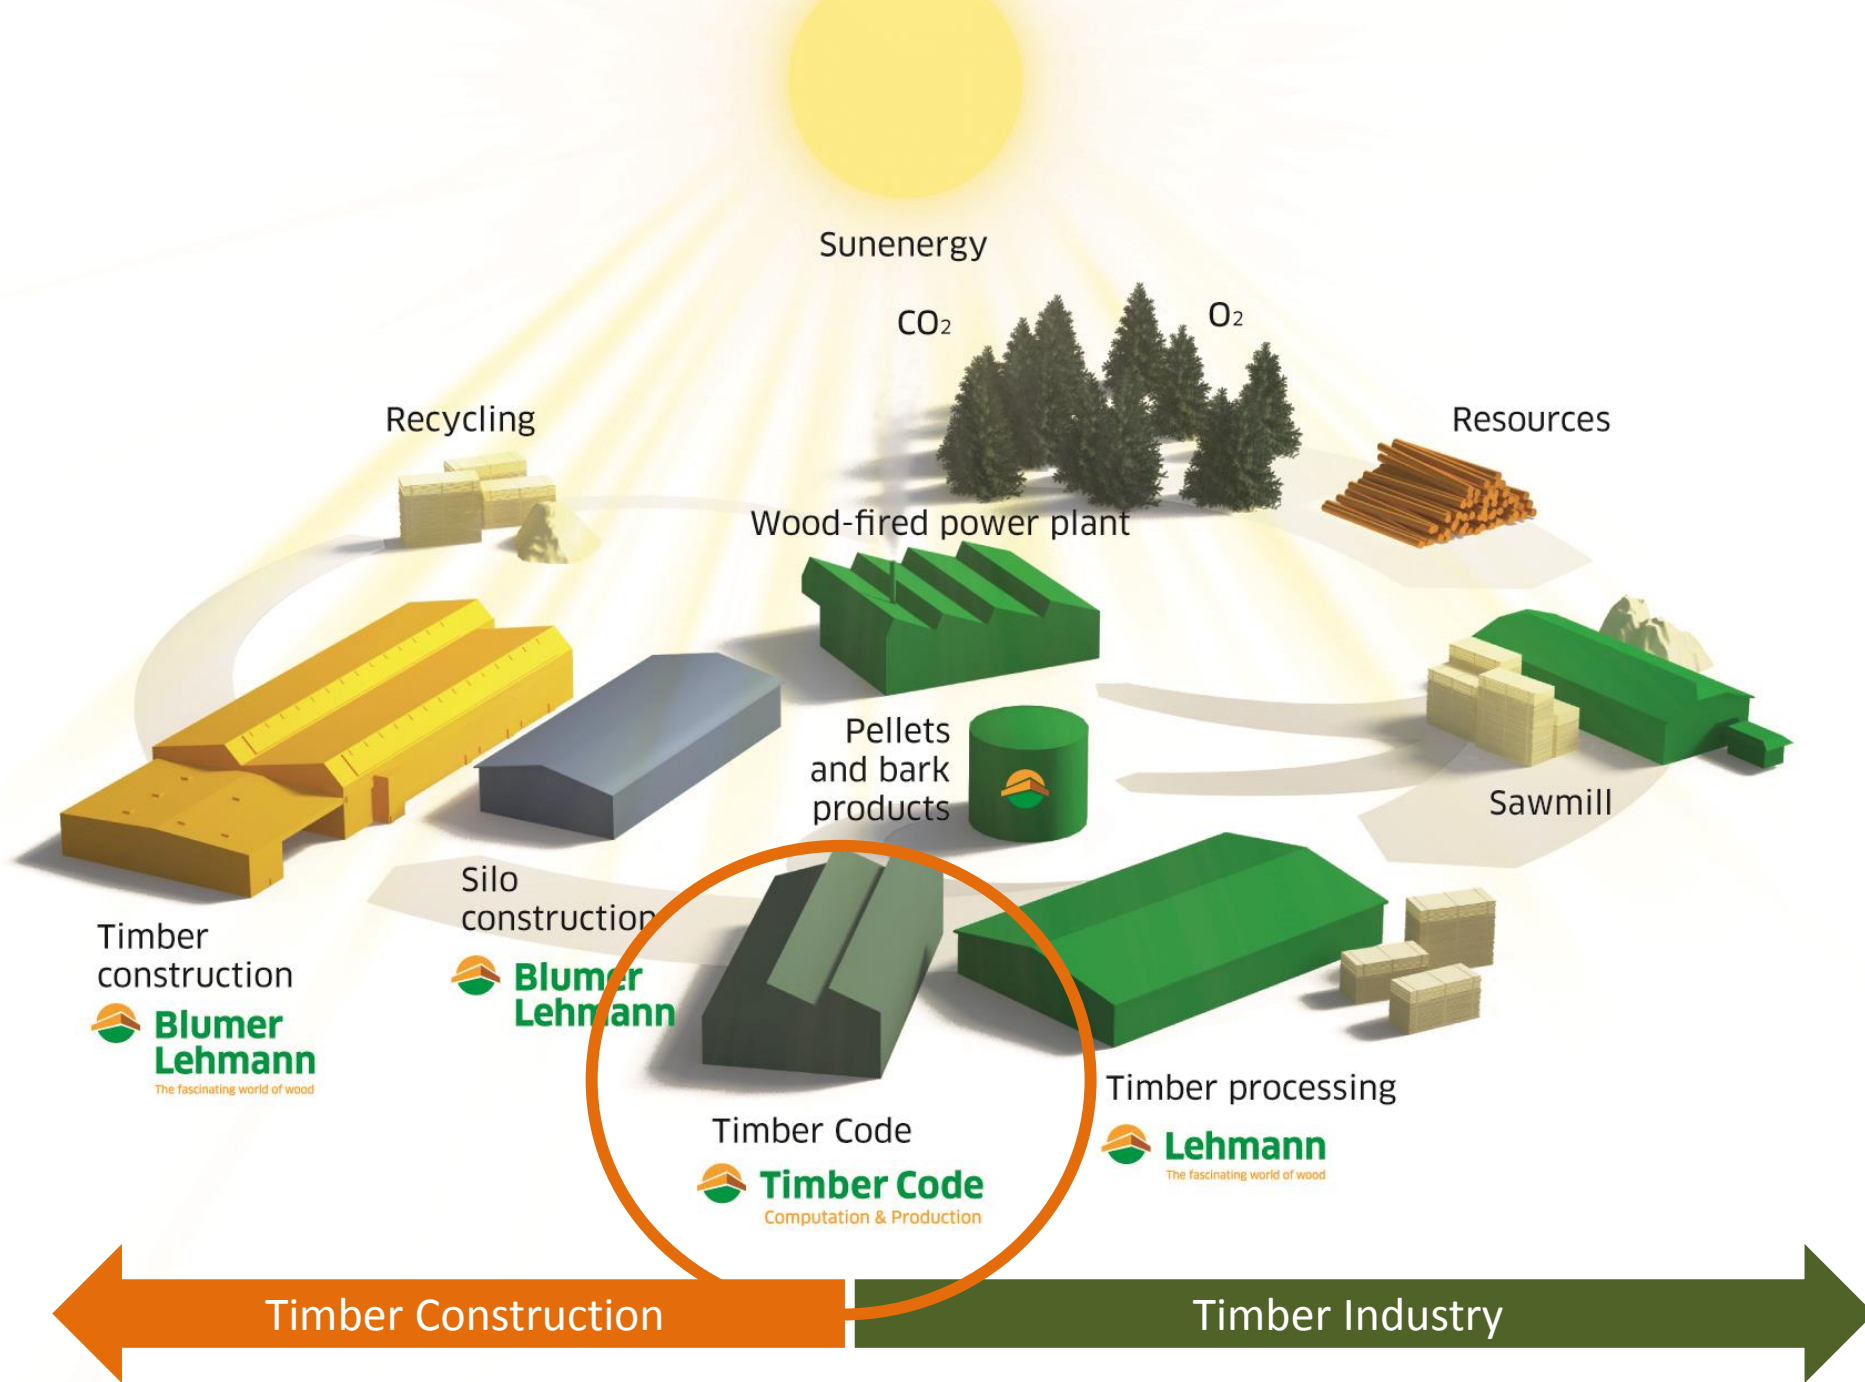 Sunenergy
CO2
O2
Recycling
Resources
Wood-fired power plant
Pellets
and bark
products
Sawmill
Silo
construction
Blumer
Lehmann
Timber
construction
Blumer
Lehmann
The fascinating world of wood
Timber Code
Timber Code
Computation & Production
Timber processing
Lehmann
The fascinating world of wood
Timber Construction
Timber Industry